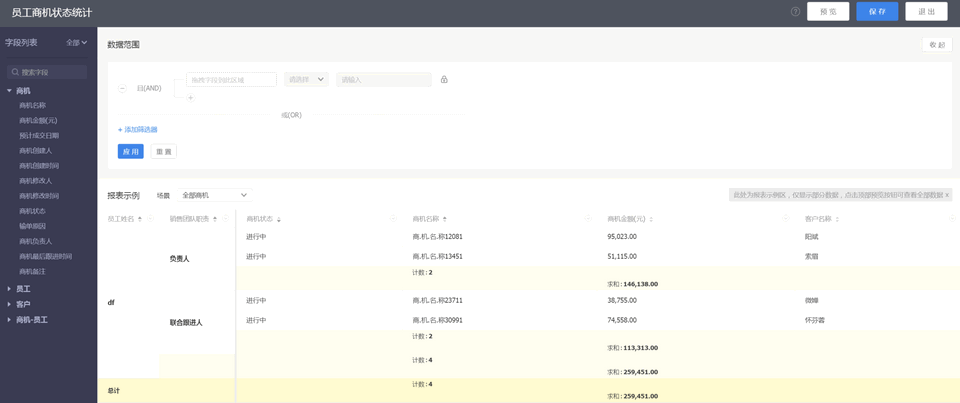 员工商机状态统计
预 览
保 存
退 出
字段列表
全部
搜索字段
商机
商机名称
商机金额(元)
预计成交日期
商机创建人
商机创建时间
商机修改人
商机修改时间
商机状态
输单原因
商机负责人
商机最后跟进时间
商机备注
员工
客户
商机-员工
数据范围
收 起
且(AND)
拖拽字段到此区域
请选择
请输入
或(OR)
+ 添加筛选器
应 用
重 置
报表示例
场景
全部商机
此处为报表示例区，仅显示部分数据，点击顶部预览按钮可查看全部数据 ×
员工姓名 销售团队职责 商机状态 商机名称 商机金额(元) 客户名称
进行中 商.机.名.称12081 95,023.00 阳斌
负责人
进行中 商.机.名.称13451 51,115.00 索眉
计数 : 2
求和 : 146,138.00
df
进行中 商.机.名.称23711 38,755.00
联合跟进人
进行中 商.机.名.称30991 74,558.00 怀芬蓉
计数 : 2
求和 : 113,313.00
计数 : 4
求和 : 259,451.00
总计
计数 : 4
求和 : 259,451.00